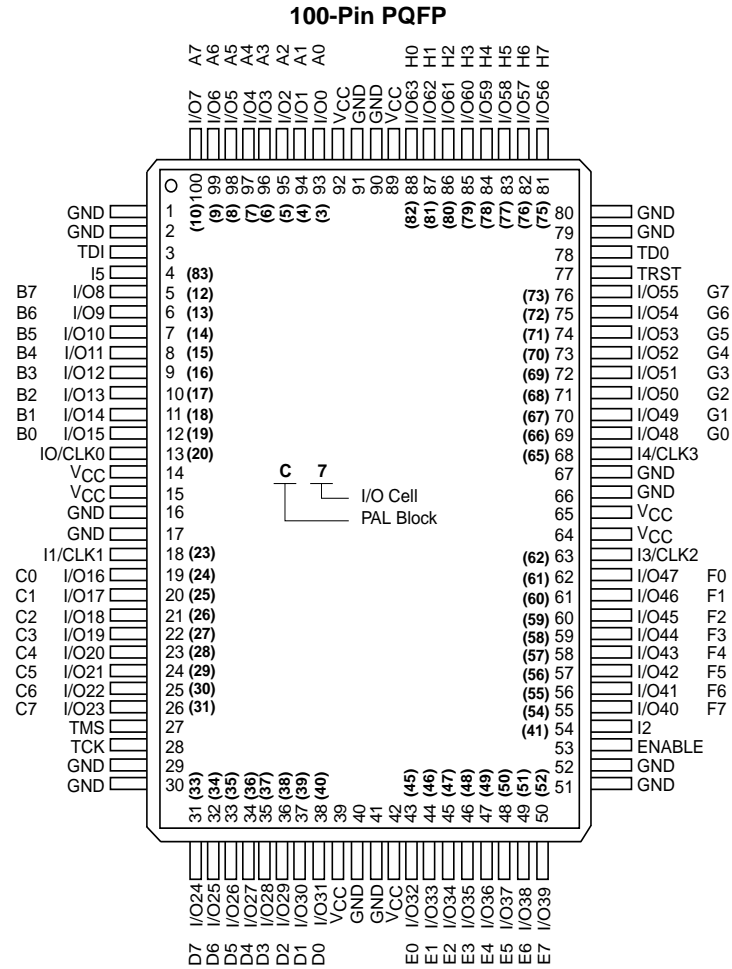 100-Pin PQFP
A7 A6 A5 A4 A3 A2 A1 A0 H0 H1 H2 H3 H4 H5 H6 H7
I/O7 I/O6 I/O5 I/O4 I/O3 I/O2 I/O1 I/O0 VCC GND GND VCC I/O63 I/O62 I/O61 I/O60 I/O59 I/O58 I/O57 I/O56
100 99 98 97 96 95 94 93 92 91 90 89 88 87 86 85 84 83 82 81
(10) (9) (8) (7) (6) (5) (4) (3) (82) (81) (80) (79) (78) (77) (76) (75)
GND 1 80 GND
GND 2 79 GND
TDI 3 78 TD0
I5 4 (83) 77 TRST
B7 I/O8 5 (12) (73) 76 I/O55 G7
B6 I/O9 6 (13) (72) 75 I/O54 G6
B5 I/O10 7 (14) (71) 74 I/O53 G5
B4 I/O11 8 (15) (70) 73 I/O52 G4
B3 I/O12 9 (16) (69) 72 I/O51 G3
B2 I/O13 10 (17) (68) 71 I/O50 G2
B1 I/O14 11 (18) (67) 70 I/O49 G1
B0 I/O15 12 (19) (66) 69 I/O48 G0
IO/CLK0 13 (20) (65) 68 I4/CLK3
VCC 14 67 GND
VCC 15 66 GND
GND 16 65 VCC
GND 17 64 VCC
C 7
I/O Cell
PAL Block
I1/CLK1 18 (23) (62) 63 I3/CLK2
C0 I/O16 19 (24) (61) 62 I/O47 F0
C1 I/O17 20 (25) (60) 61 I/O46 F1
C2 I/O18 21 (26) (59) 60 I/O45 F2
C3 I/O19 22 (27) (58) 59 I/O44 F3
C4 I/O20 23 (28) (57) 58 I/O43 F4
C5 I/O21 24 (29) (56) 57 I/O42 F5
C6 I/O22 25 (30) (55) 56 I/O41 F6
C7 I/O23 26 (31) (54) 55 I/O40 F7
TMS 27 (41) 54 I2
TCK 28 53 ENABLE
GND 29 52 GND
GND 30 51 GND
(33) (34) (35) (36) (37) (38) (39) (40) (45) (46) (47) (48) (49) (50) (51) (52)
31 32 33 34 35 36 37 38 39 40 41 42 43 44 45 46 47 48 49 50
I/O24 I/O25 I/O26 I/O27 I/O28 I/O29 I/O30 I/O31 VCC GND GND VCC I/O32 I/O33 I/O34 I/O35 I/O36 I/O37 I/O38 I/O39
D7 D6 D5 D4 D3 D2 D1 D0 E0 E1 E2 E3 E4 E5 E6 E7